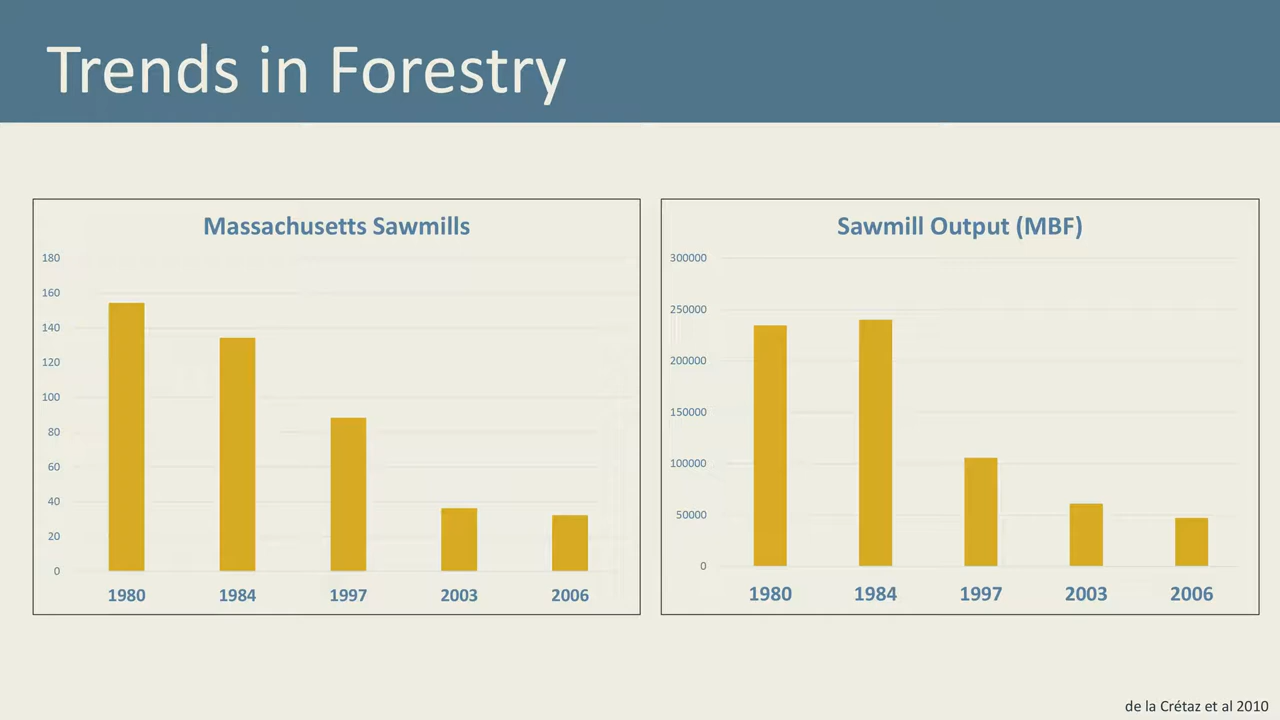 Trends in Forestry
Massachusetts Sawmills
180
160
140
120
100
80
60
40
20
0
1980 1984 1997 2003 2006
Sawmill Output (MBF)
300000
250000
200000
150000
100000
50000
0
1980 1984 1997 2003 2006
de la Crétaz et al 2010